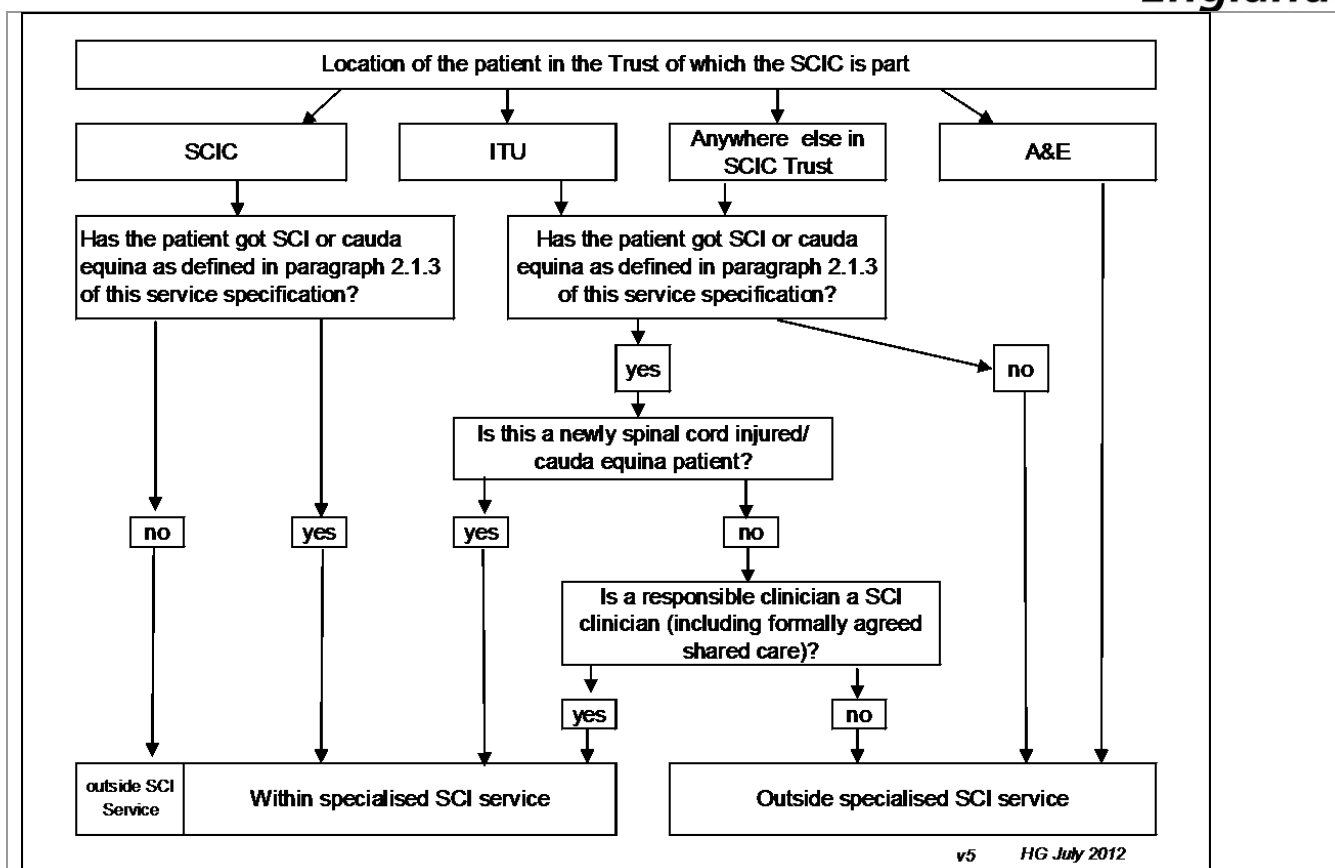 England
Location of the patient in the Trust of which the SCIC is part
SCIC
ITU
Anywhere else in
SCIC Trust
A&E
Has the patient got SCI or cauda
equina as defined in paragraph 2.1.3
of this service specification?
Has the patient got SCI or cauda
equina as defined in paragraph 2.1.3
of this service specification?
yes
no
Is this a newly spinal cord injured/
cauda equina patient?
no
yes
yes
no
Is a responsible clinician a SCI
clinician (including formally agreed
shared care)?
yes
no
outside SCI
Service
Within specialised SCI service
Outside specialised SCI service
v5 HG July 2012